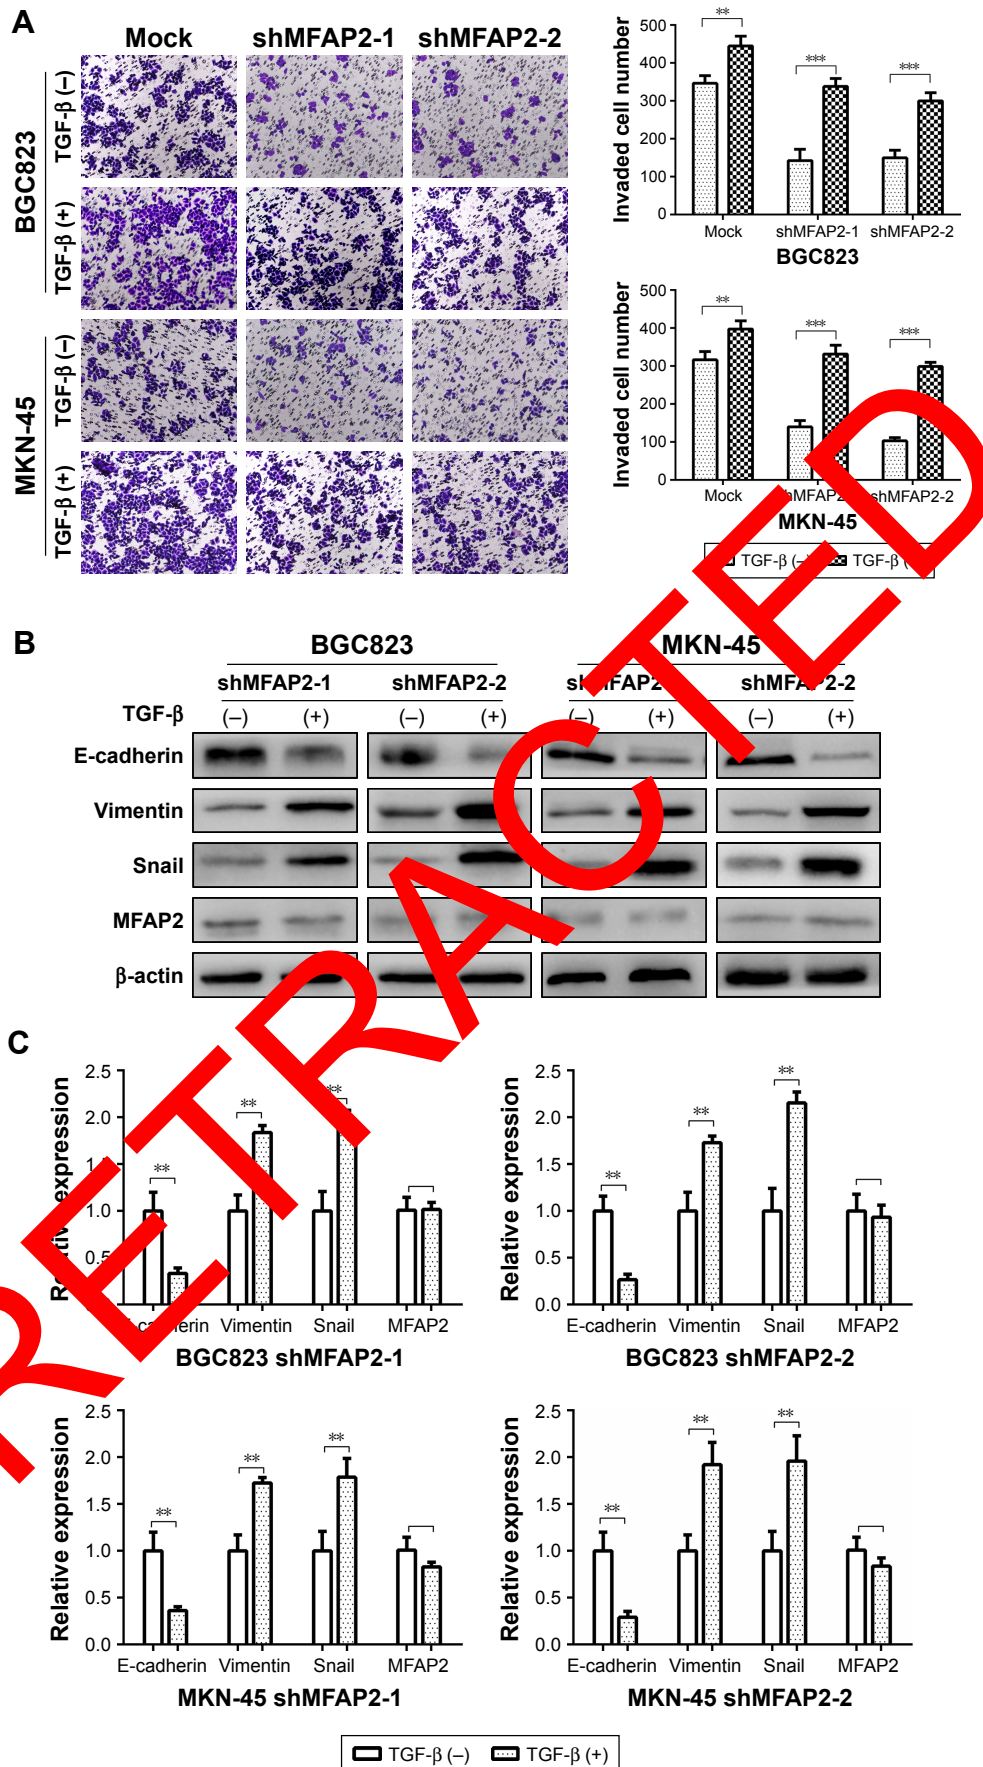 A
Mock shMFAP2-1 shMFAP2-2
BGC823
TGF-β (–)
TGF-β (+)
MKN-45
TGF-β (–)
TGF-β (+)
Invaded cell number
500
400
300
200
100
0
** *** ***
Mock shMFAP2-1 shMFAP2-2
BGC823
Invaded cell number
500
400
300
200
100
0
** *** ***
Mock shMFAP2-2
MKN-45
TGF-β (–) TGF-β
B
BGC823 MKN-45
shMFAP2-1 shMFAP2-2 shMFAP2-2
TGF-β (–) (+) (–) (+) (–) (+) (–) (+)
E-cadherin
Vimentin
Snail
MFAP2
β-actin
RETRACTED
C
Relative expression
2.5
2.0
0.5
** ** **
Vimentin Snail MFAP2
BGC823 shMFAP2-1
Relative expression
2.5
2.0
1.5
1.0
0.5
0.0
** ** ** 
E-cadherin Vimentin Snail MFAP2
BGC823 shMFAP2-2
Relative expression
2.5
2.0
1.5
1.0
0.5
0.0
** ** **
E-cadherin Vimentin Snail MFAP2
MKN-45 shMFAP2-1
Relative expression
2.5
2.0
1.5
1.0
0.5
0.0
** ** **
E-cadherin Vimentin Snail MFAP2
MKN-45 shMFAP2-2
TGF-β (–) TGF-β (+)